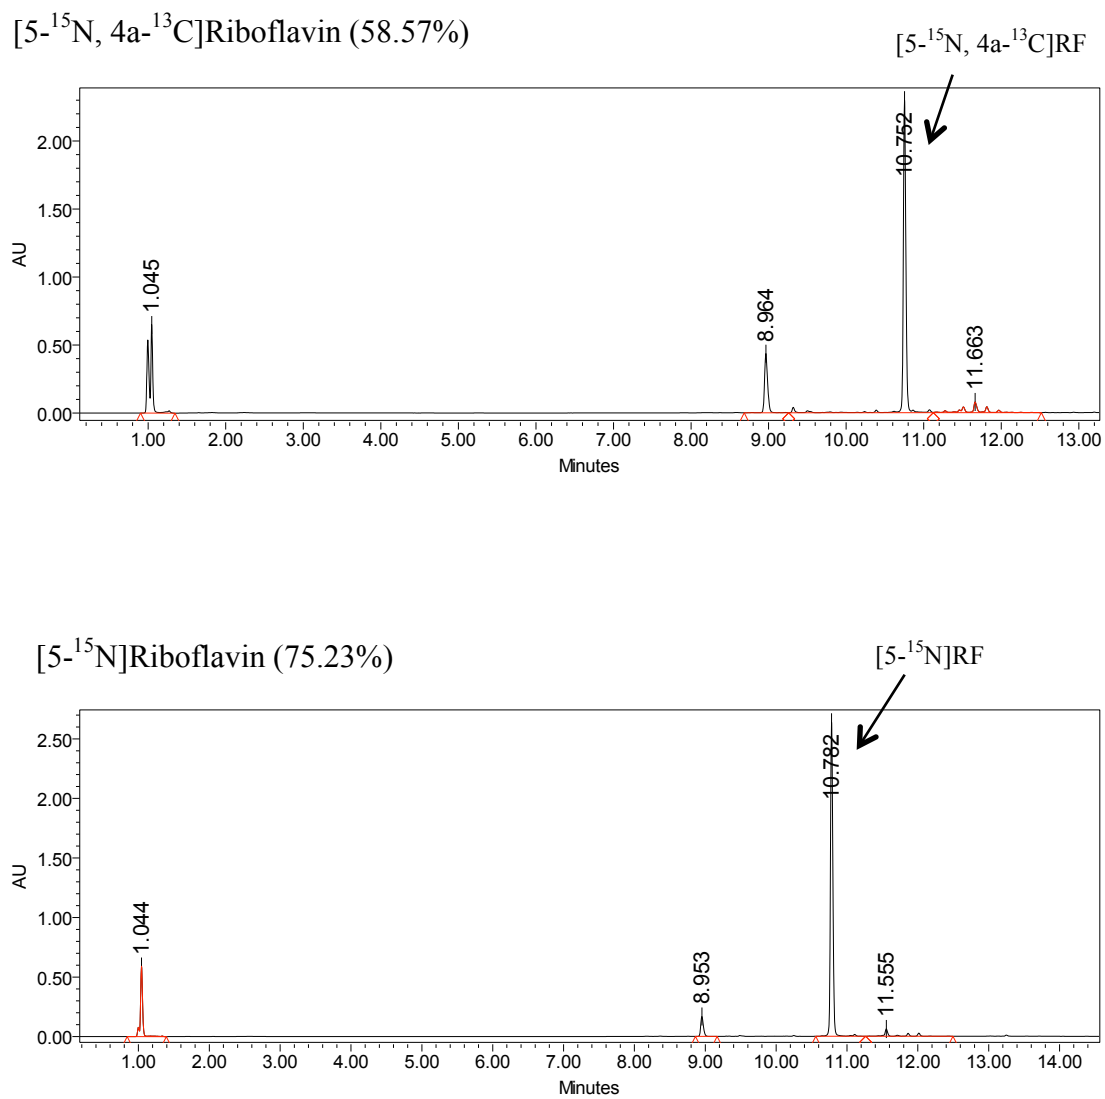 [5-¹⁵N, 4a-¹³C]Riboflavin (58.57%)
[5-¹⁵N, 4a-¹³C]RF
2.00
1.50
1.00
0.50
0.00
AU
1.045
8.964
10.752
11.663
1.00 2.00 3.00 4.00 5.00 6.00 7.00 8.00 9.00 10.00 11.00 12.00 13.00
Minutes
[5-¹⁵N]Riboflavin (75.23%)
[5-¹⁵N]RF
2.50
2.00
1.50
1.00
0.50
0.00
AU
1.044
8.953
10.782
11.555
1.00 2.00 3.00 4.00 5.00 6.00 7.00 8.00 9.00 10.00 11.00 12.00 13.00 14.00
Minutes